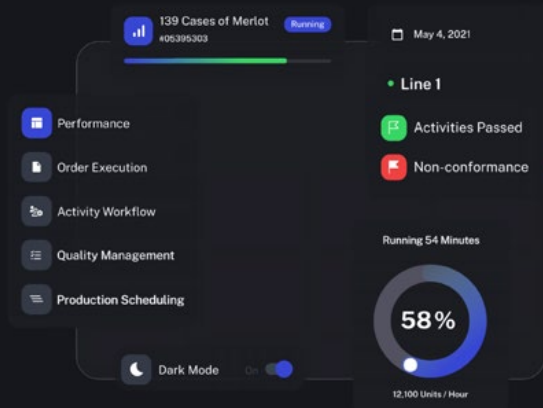 139 Cases of Merlot
Running
#05395303
May 4, 2021
Line 1
Activities Passed
Non-conformance
Performance
Order Execution
Activity Workflow
Quality Management
Production Scheduling
Running 54 Minutes
58%
12,100 Units / Hour
Dark Mode
On